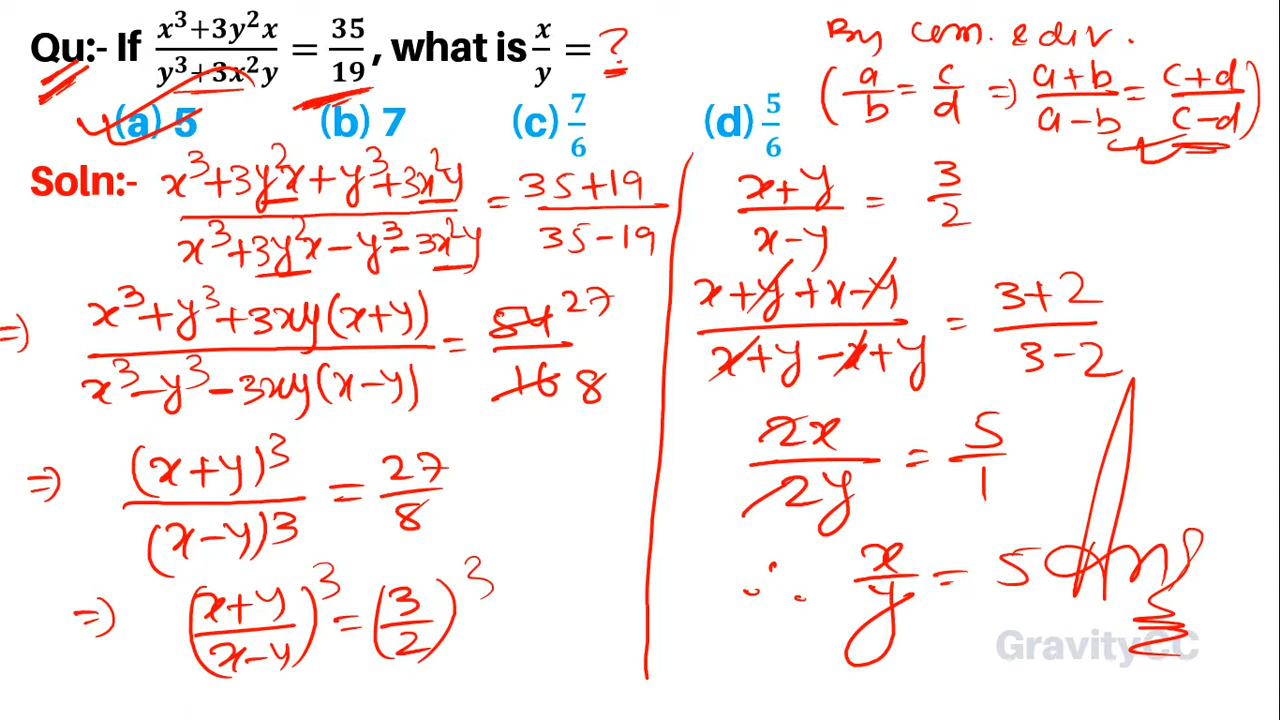 Qu:- If (x³+3y²x)/(y³+3x²y) = 35/19, what is x/y = ?
(a) 5 (b) 7 (c) 7/6 (d) 5/6
By com. & div.
(a/b = c/d ⇒ (a+b)/(a-b) = (c+d)/(c-d))
Soln:- (x³+3y²x+y³+3x²y)/(x³+3y²x-y³-3x²y) = (35+19)/(35-19)
⇒ (x³+y³+3xy(x+y))/(x³-y³-3xy(x-y)) = 54/16 27/8
⇒ (x+y)³/(x-y)³ = 27/8
⇒ ((x+y)/(x-y))³ = (3/2)³
(x+y)/(x-y) = 3/2
(x+y+x-y)/(x+y-x+y) = (3+2)/(3-2)
2x/2y = 5/1
∴ x/y = 5 Ans
GravityCC